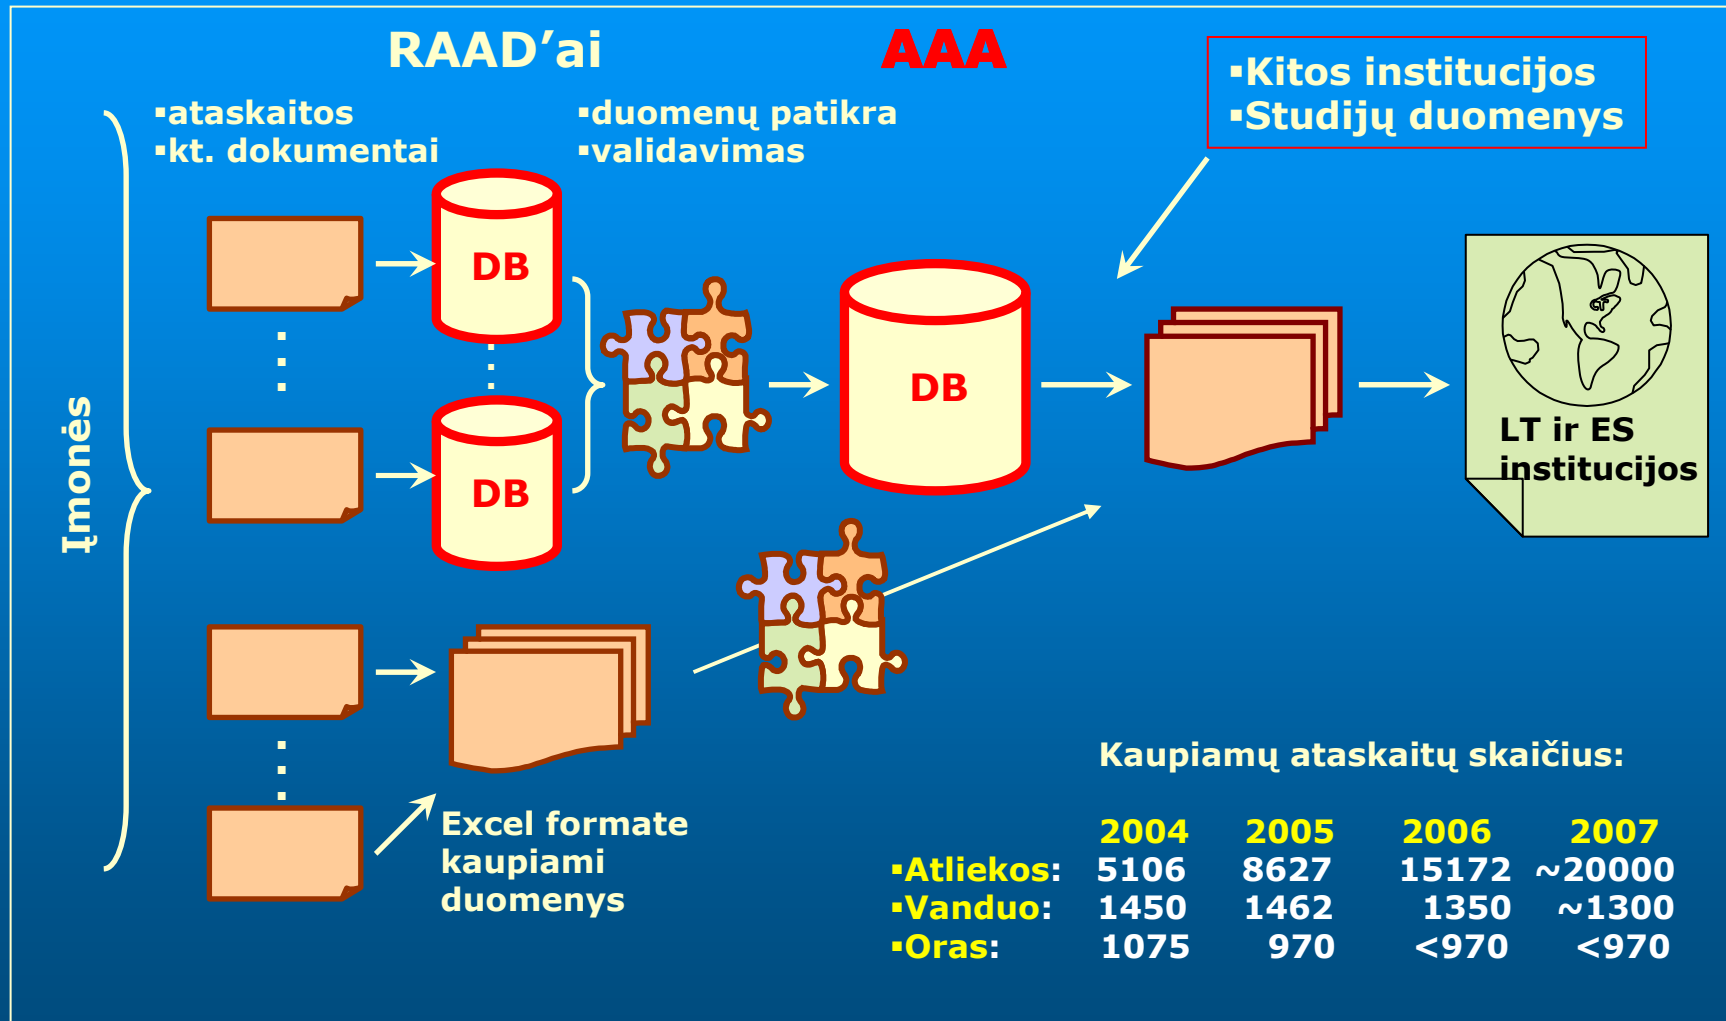 RAAD’ai
AAA
▪Kitos institucijos
▪Studijų duomenys
▪ataskaitos
▪kt. dokumentai
▪duomenų patikra
▪validavimas
Įmonės
DB
DB
DB
LT ir ES
institucijos
Excel formate
kaupiami
duomenys
Kaupiamų ataskaitų skaičius:
2004 2005 2006 2007
▪Atliekos: 5106 8627 15172 ~20000
▪Vanduo: 1450 1462 1350 ~1300
▪Oras: 1075 970 <970 <970